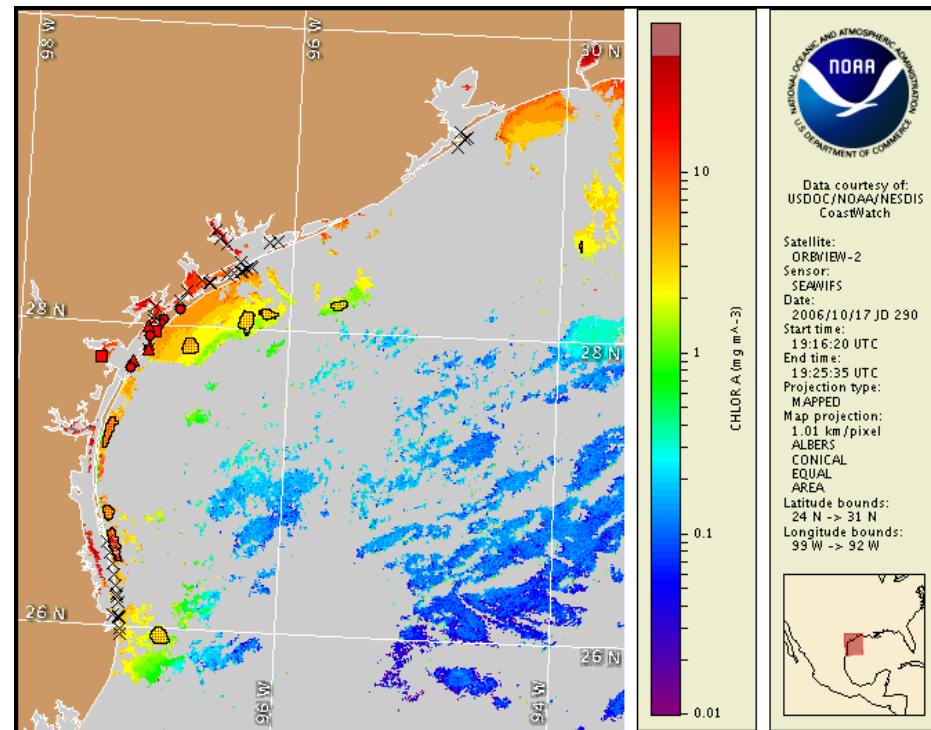 98 W
96 W
30 N
28 N
28 N
26 N
26 N
96 W
94 W
10
1
0.1
0.01
CHLOR A (mg m^-3)
NATIONAL OCEANIC AND ATMOSPHERIC ADMINISTRATION
NOAA
U.S. DEPARTMENT OF COMMERCE
Data courtesy of:
USDOC/NOAA/NESDIS
CoastWatch
Satellite:
ORBVIEW-2
Sensor:
SEAWIFS
Date:
2006/10/17 JD 290
Start time:
19:16:20 UTC
End time:
19:25:35 UTC
Projection type:
MAPPED
Map projection:
1.01 km/pixel
ALBERS
CONICAL
EQUAL
AREA
Latitude bounds:
24 N -> 31 N
Longitude bounds:
99 W -> 92 W